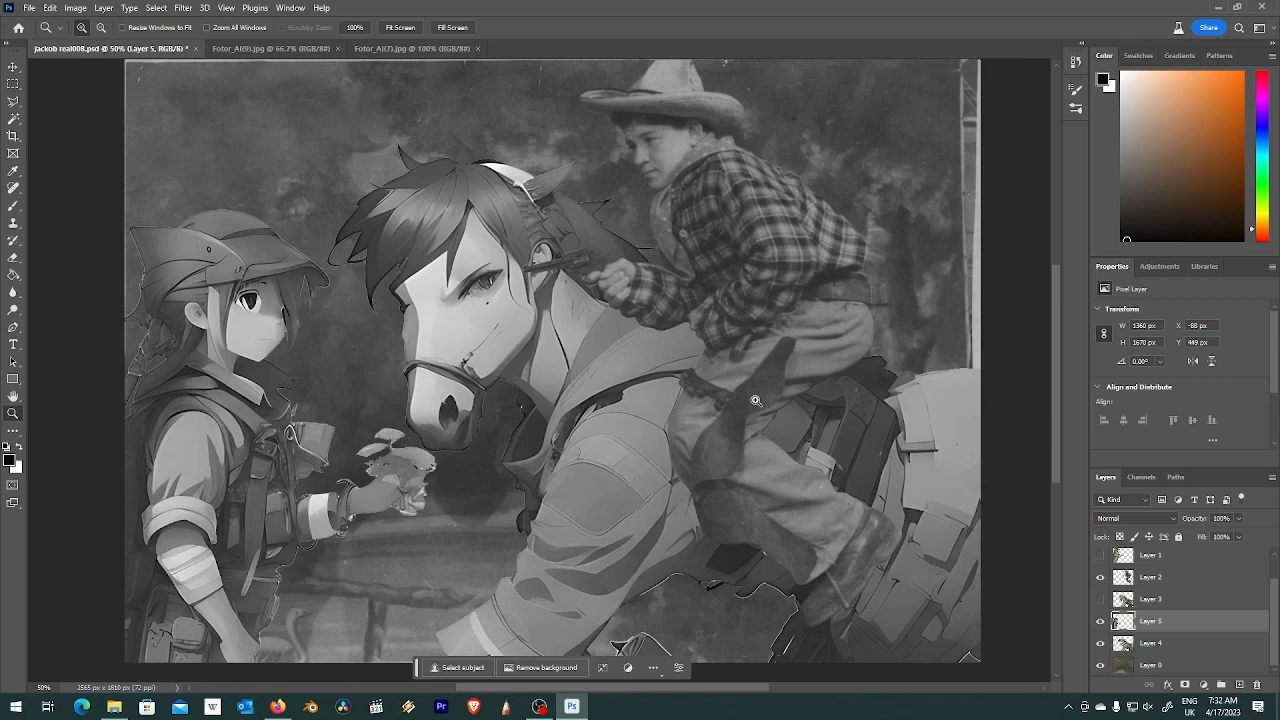 File Edit Image Layer Type Select Filter 3D View Plugins Window Help
Resize Windows to Fit Zoom All Windows Scrubby Zoom 100% Fit Screen Fill Screen Share
jackob real008.psd @ 50% (Layer 5, RGB/8) * × Fotor_AI(9).jpg @ 66.7% (RGB/8#) × Fotor_AI(7).jpg @ 100% (RGB/8#) ×
Color Swatches Gradients Patterns
Properties Adjustments Libraries
Pixel Layer
Transform
W 1360 px X -38 px
H 1670 px Y 449 px
0.00°
Align and Distribute
Align:
Layers Channels Paths
Kind
Normal Opacity: 100%
Lock: Fill: 100%
Layer 1
Layer 2
Layer 3
Layer 5
Layer 4
Layer 0
Select subject Remove background
50% 2565 px x 1810 px (72 ppi)
ENG 7:32 AM
UK 4/17/2023